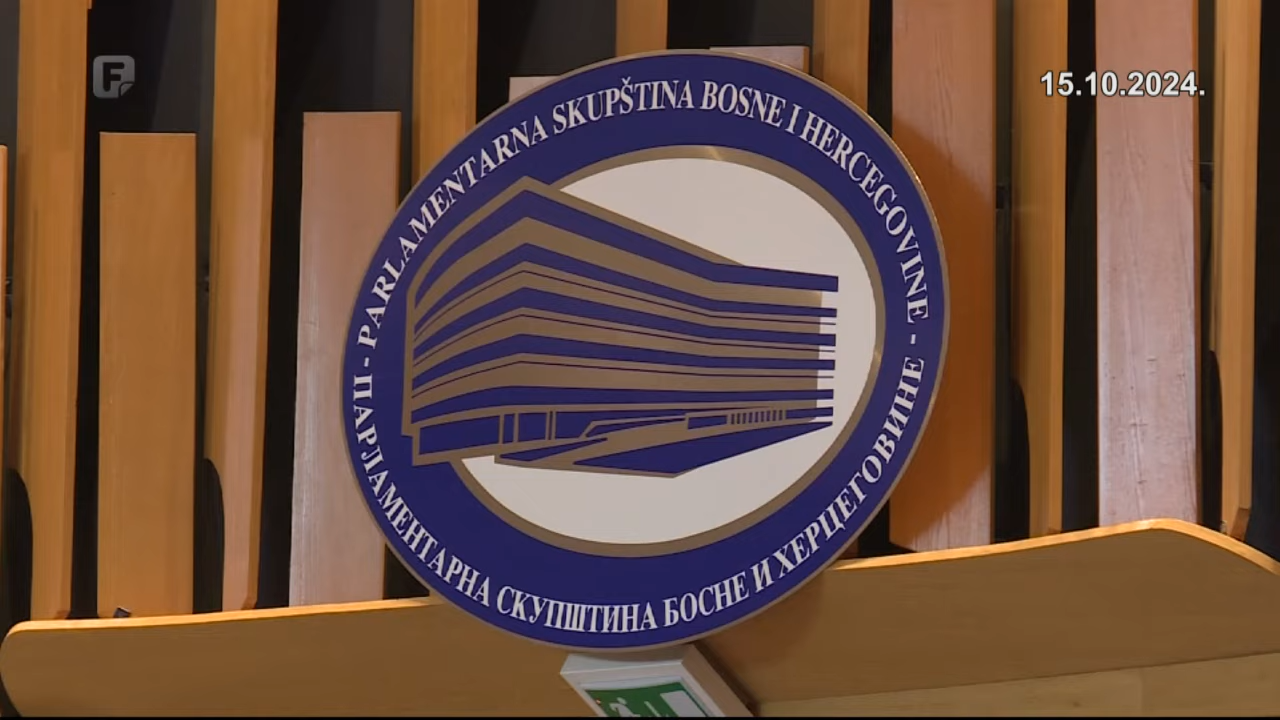 F
15.10.2024.
- PARLAMENTARNA SKUPŠTINA BOSNE I HERCEGOVINE -
ПАРЛАМЕНТАРНА СКУПШТИНА БОСНЕ И ХЕРЦЕГОВИНЕ